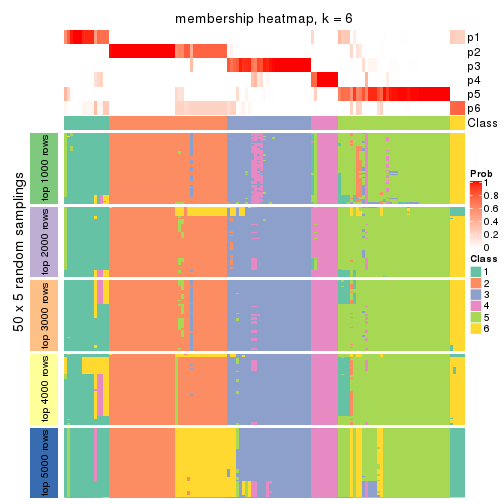 membership heatmap, k = 6
p1
p2
p3
p4
p5
p6
Class
50 x 5 random samplings
top 1000 rows
top 2000 rows
top 3000 rows
top 4000 rows
top 5000 rows
Prob
1
0.8
0.6
0.4
0.2
0
Class
1
2
3
4
5
6